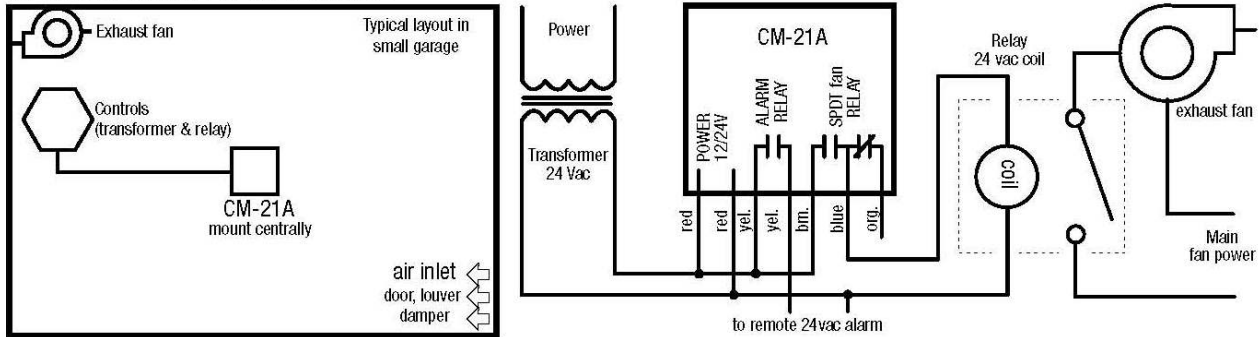 Exhaust fan
Typical layout in
small garage
Controls
(transformer & relay)
CM-21A
mount centrally
air inlet
door, louver
damper
Power
Transformer
24 Vac
CM-21A
POWER
12/24V
ALARM
RELAY
SPDT fan
RELAY
red
red
yel.
yel.
brn.
blue
org.
to remote 24vac alarm
Relay
24 vac coil
coil
exhaust fan
Main
fan power